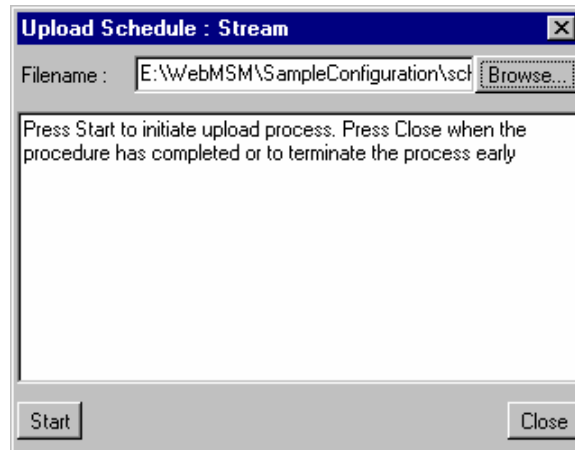 Upload Schedule : Stream
Filename : E:\WebMSM\SampleConfiguration\scl Browse...
Press Start to initiate upload process. Press Close when the
procedure has completed or to terminate the process early
Start Close